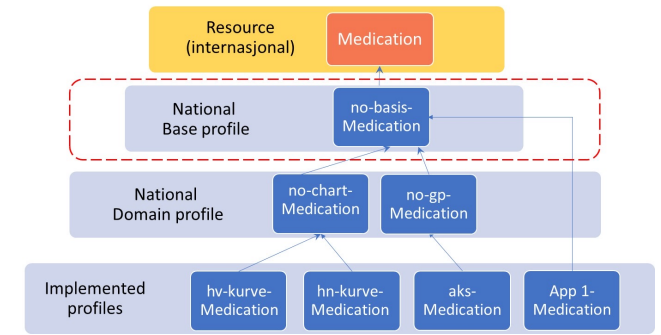 Resource
(internasjonal)
Medication
National
Base profile
no-basis-
Medication
National
Domain profile
no-chart-
Medication
no-gp-
Medication
Implemented
profiles
hv-kurve-
Medication
hn-kurve-
Medication
aks-
Medication
App 1-
Medication